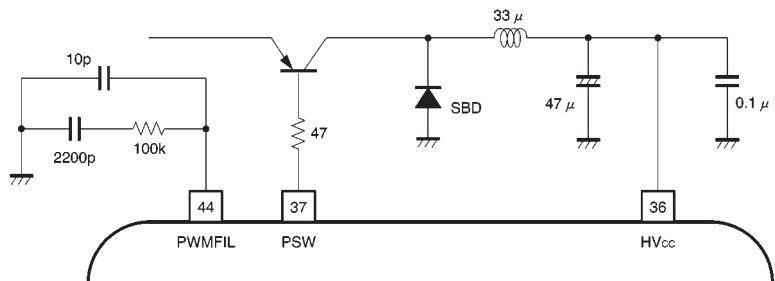 33 μ
10p
SBD
47 μ
0.1 μ
47
2200p
100k
44
37
36
PWMFIL
PSW
HVcc